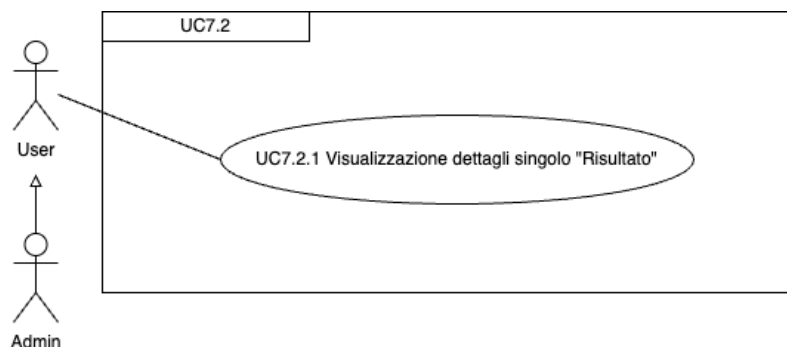 UC7.2
User
UC7.2.1 Visualizzazione dettagli singolo "Risultato"
Admin